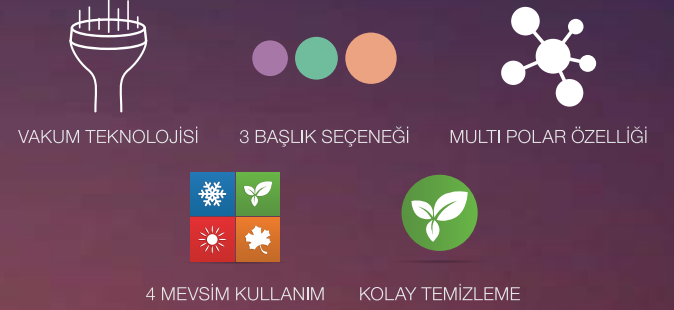 VAKUM TEKNOLOJİSİ
3 BAŞLIK SEÇENEĞİ
MULTI POLAR ÖZELLİĞİ
4 MEVSİM KULLANIM
KOLAY TEMİZLEME